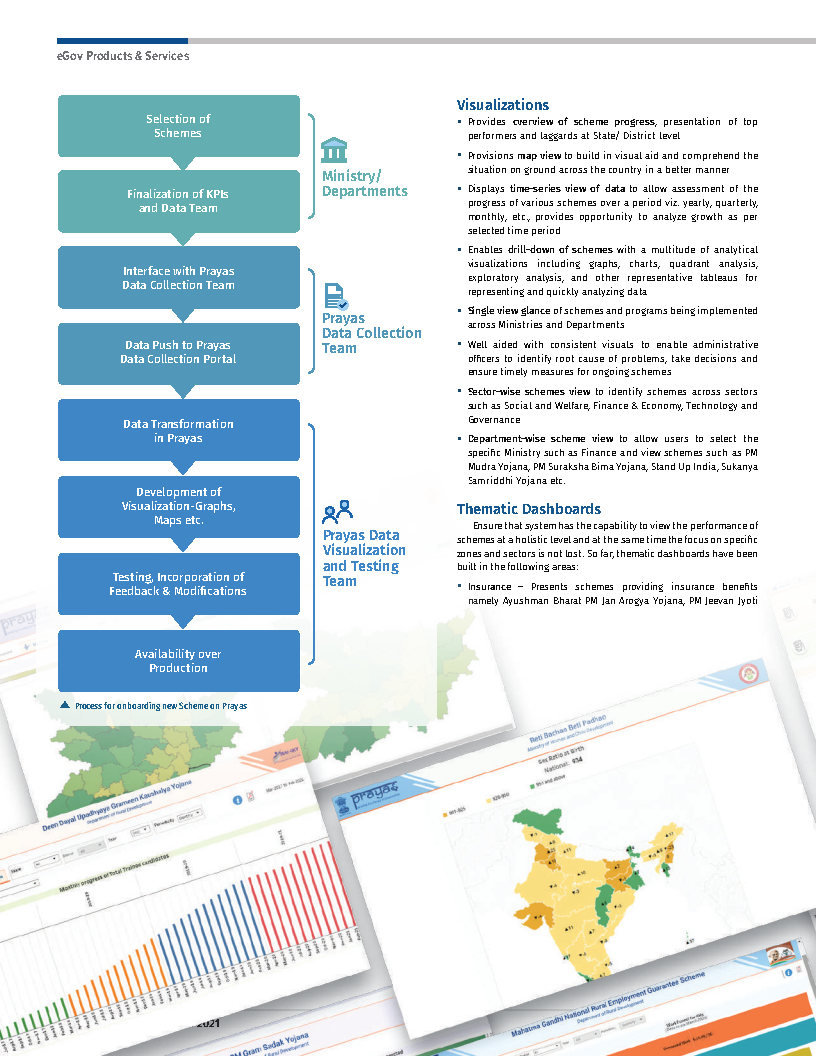 eGov Products & Services
Selection of
Schemes
Finalization of KPIs
and Data Team
Interface with Prayas
Data Collection Team
Data Push to Prayas
Data Collection Portal
Data Transformation
in Prayas
Development of
Visualization-Graphs,
Maps etc.
Testing, Incorporation of
Feedback & Modifications
Availability over
Production
Ministry/
Departments
Prayas
Data Collection
Team
Prayas Data
Visualization
and Testing
Team
Process for onboarding new Scheme on Prayas
Visualizations
• Provides overview of scheme progress, presentation of top
performers and laggards at State/ District level
• Provisions map view to build in visual aid and comprehend the
situation on ground across the country in a better manner
• Displays time-series view of data to allow assessment of the
progress of various schemes over a period viz. yearly, quarterly,
monthly, etc., provides opportunity to analyze growth as per
selected time period
• Enables drill-down of schemes with a multitude of analytical
visualizations including graphs, charts, quadrant analysis,
exploratory analysis, and other representative tableaus for
representing and quickly analyzing data
• Single view glance of schemes and programs being implemented
across Ministries and Departments
• Well aided with consistent visuals to enable administrative
officers to identify root cause of problems, take decisions and
ensure timely measures for ongoing schemes
• Sector-wise schemes view to identify schemes across sectors
such as Social and Welfare, Finance & Economy, Technology and
Governance
• Department-wise scheme view to allow users to select the
specific Ministry such as Finance and view schemes such as PM
Mudra Yojana, PM Suraksha Bima Yojana, Stand Up India, Sukanya
Samriddhi Yojana etc.
Thematic Dashboards
Ensure that system has the capability to view the performance of
schemes at a holistic level and at the same time the focus on specific
zones and sectors is not lost. So far, thematic dashboards have been
built in the following areas:
• Insurance – Presents schemes providing insurance benefits
namely Ayushman Bharat PM Jan Arogya Yojana, PM Jeevan Jyoti
Beti Bachao Beti Padhao
Ministry of Women and Child Development
Sex Ratio at Birth
National: 934
prayas
Deen Dayal Upadhyaya Grameen Kaushalya Yojana
Department of Rural Development
Monthly progress of Total Trained candidates
Mahatma Gandhi National Rural Employment Guarantee Scheme
Department of Rural Development
2021
Gram Sadak Yojana